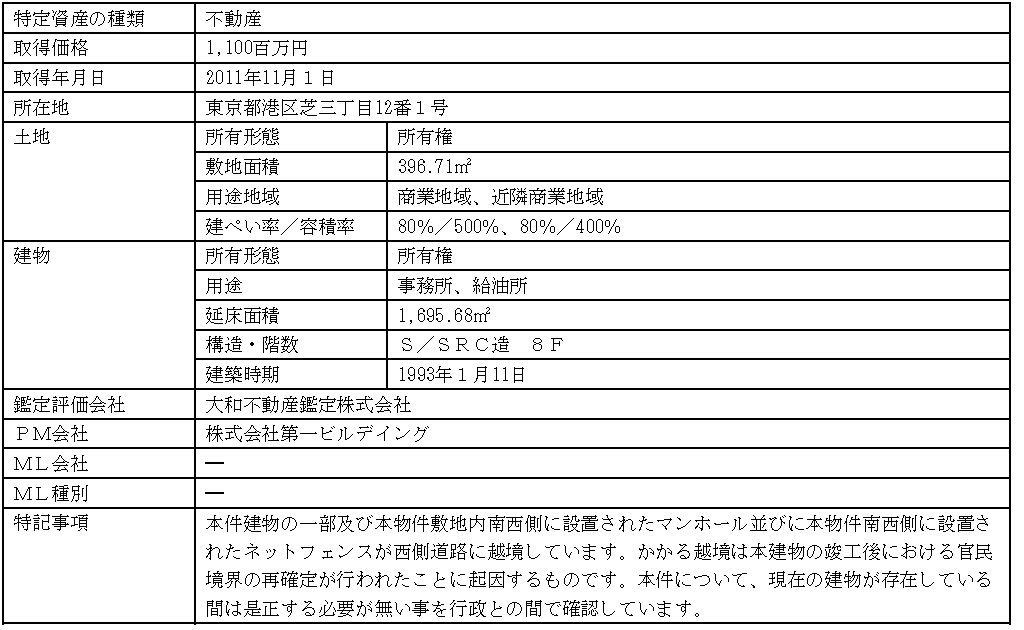 特定資産の種類 不動産
取得価格 1,100百万円
取得年月日 2011年11月１日
所在地 東京都港区芝三丁目12番１号
土地 所有形態 所有権
敷地面積 396.71㎡
用途地域 商業地域、近隣商業地域
建ぺい率／容積率 80％／500％、80％／400％
建物 所有形態 所有権
用途 事務所、給油所
延床面積 1,695.68㎡
構造・階数 Ｓ／ＳＲＣ造　８Ｆ
建築時期 1993年１月11日
鑑定評価会社 大和不動産鑑定株式会社
ＰＭ会社 株式会社第一ビルデイング
ＭＬ会社 ―
ＭＬ種別 ―
特記事項 本件建物の一部及び本物件敷地内南西側に設置されたマンホール並びに本物件南西側に設置さ
れたネットフェンスが西側道路に越境しています。かかる越境は本建物の竣工後における官民
境界の再確定が行われたことに起因するものです。本件について、現在の建物が存在している
間は是正する必要が無い事を行政との間で確認しています。